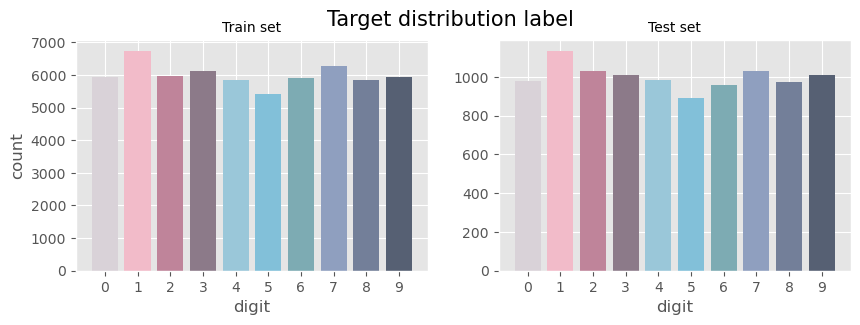 Target distribution label
Train set
count
7000
6000
5000
4000
3000
2000
1000
0
0 1 2 3 4 5 6 7 8 9
digit
Test set
1000
800
600
400
200
0
0 1 2 3 4 5 6 7 8 9
digit